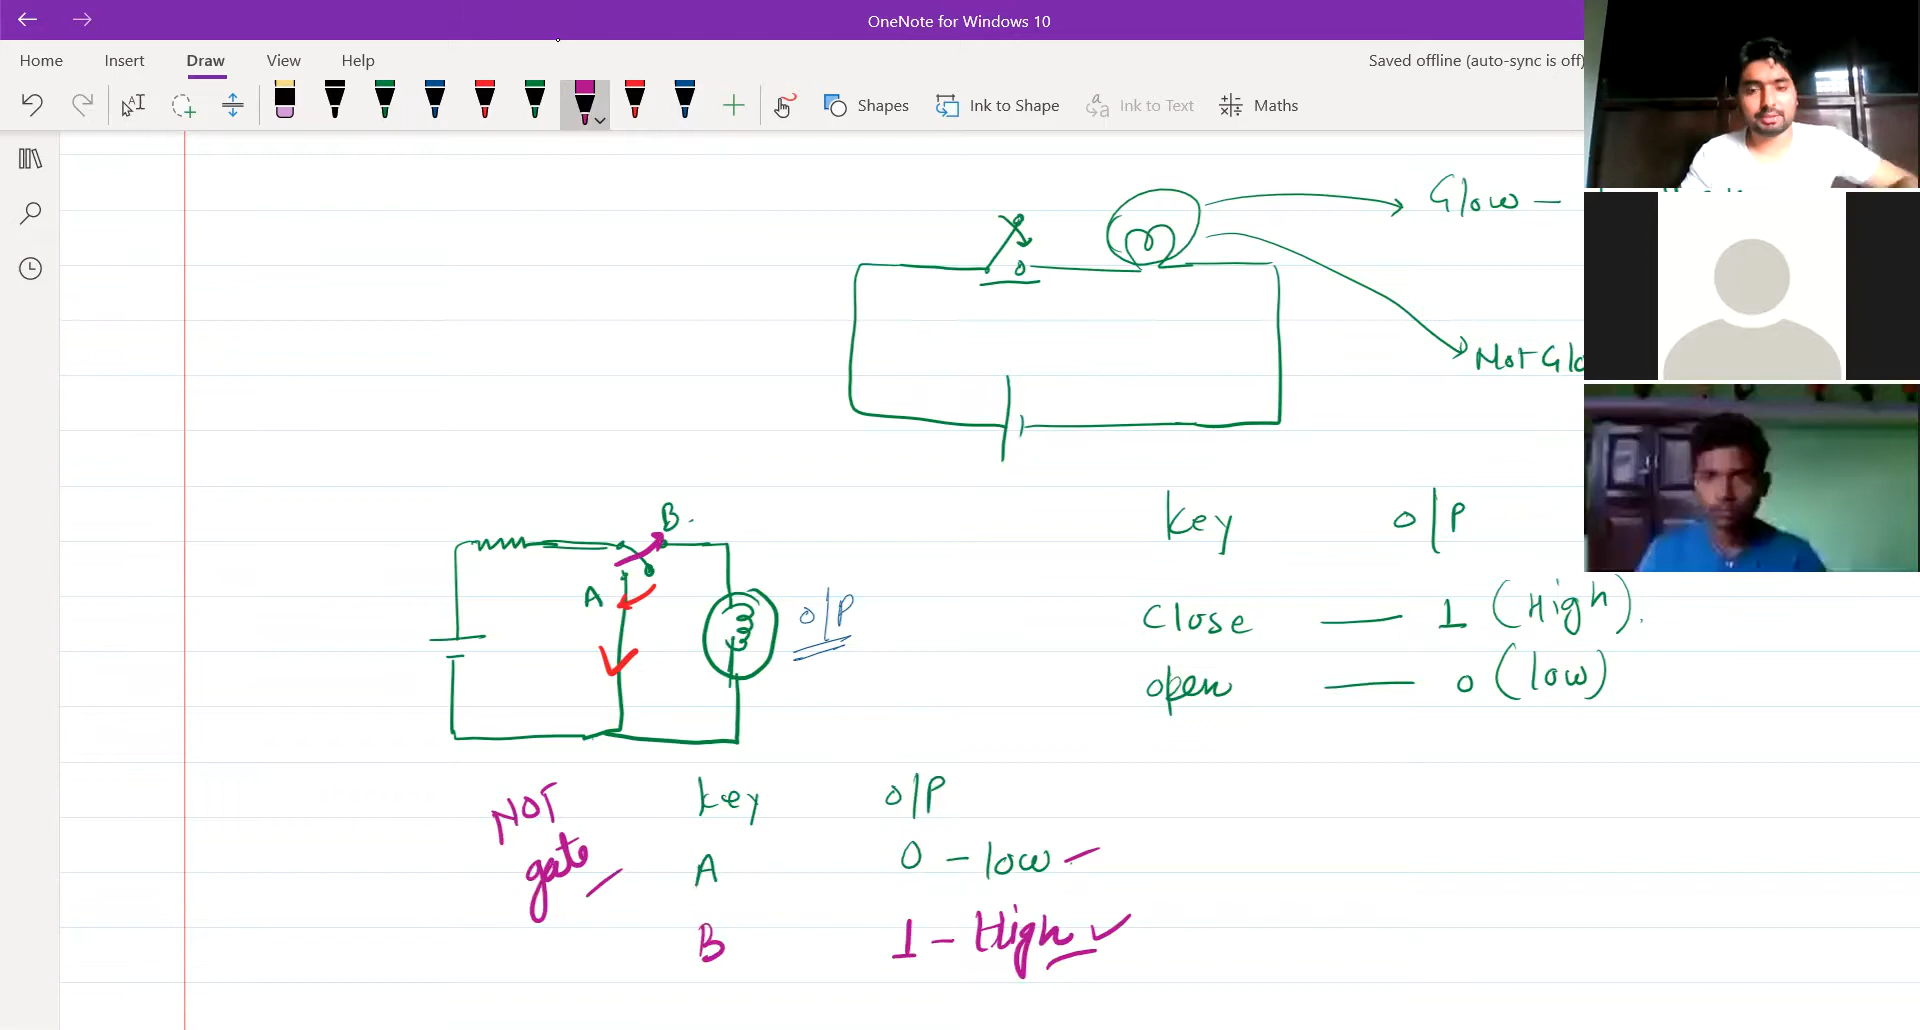 OneNote for Windows 10
Home Insert Draw View Help Saved offline (auto-sync is off)
Shapes Ink to Shape Ink to Text Maths
Glow –
Not Glo
B.
A
O/P
key O/P
Close — 1 (High).
open — 0 (low)
NOT
gate
key O/P
A 0 – low
B 1 – High